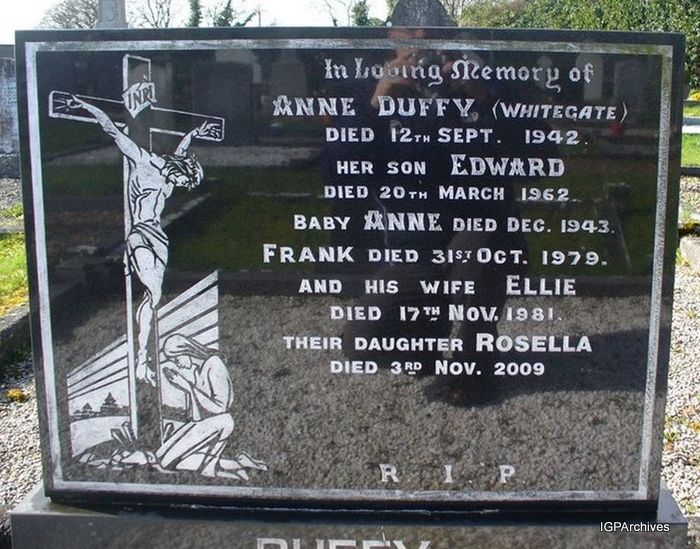 INRI
In Loving Memory of
ANNE DUFFY (WHITEGATE)
DIED 12TH SEPT. 1942.
HER SON EDWARD
DIED 20TH MARCH 1962.
BABY ANNE DIED DEC. 1943.
FRANK DIED 31ST OCT. 1979.
AND HIS WIFE ELLIE
DIED 17TH NOV. 1981.
THEIR DAUGHTER ROSELLA
DIED 3RD NOV. 2009
R I P
DUFFY
IGPArchives